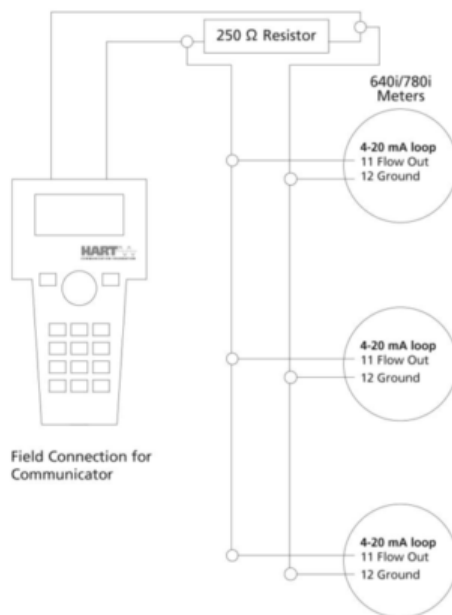 250 Ω Resistor
640i/780i
Meters
4-20 mA loop
11 Flow Out
12 Ground
HART
4-20 mA loop
11 Flow Out
12 Ground
Field Connection for
Communicator
4-20 mA loop
11 Flow Out
12 Ground